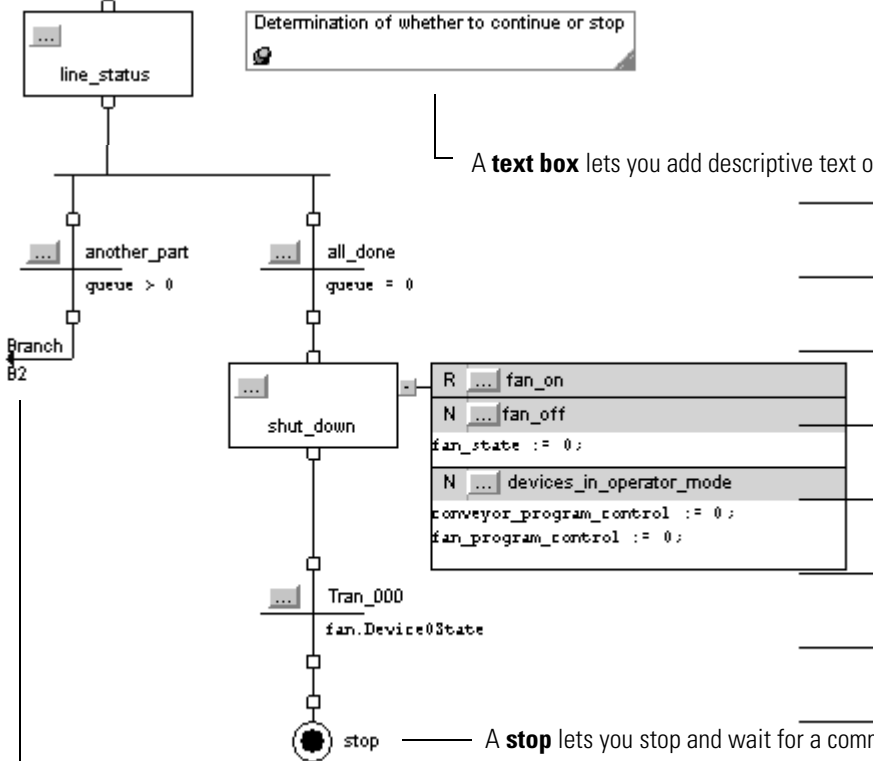 ...
line_status
Determination of whether to continue or stop
A text box lets you add descriptive text o
... another_part
queue > 0
... all_done
queue = 0
Branch
B2
...
shut_down
-
R ... fan_on
N ... fan_off
fan_state := 0;
N ... devices_in_operator_mode
conveyor_program_control := 0;
fan_program_control := 0;
... Tran_000
fan.Device0State
stop
A stop lets you stop and wait for a com